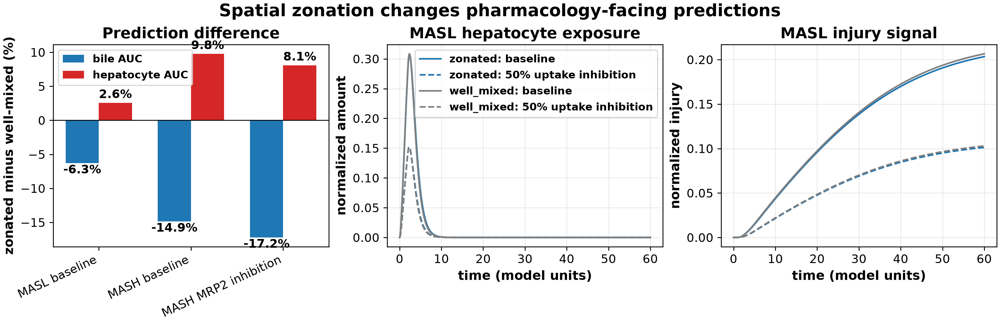 Spatial zonation changes pharmacology-facing predictions
Prediction difference
zonated minus well-mixed (%)
10
5
0
−5
−10
−15
bile AUC
hepatocyte AUC
-6.3%
2.6%
-14.9%
9.8%
-17.2%
8.1%
MASL baseline
MASH baseline
MASH MRP2 inhibition
MASL hepatocyte exposure
normalized amount
0.30
0.25
0.20
0.15
0.10
0.05
0.00
zonated: baseline
zonated: 50% uptake inhibition
well_mixed: baseline
well_mixed: 50% uptake inhibition
0 10 20 30 40 50 60
time (model units)
MASL injury signal
normalized injury
0.20
0.15
0.10
0.05
0.00
0 10 20 30 40 50 60
time (model units)